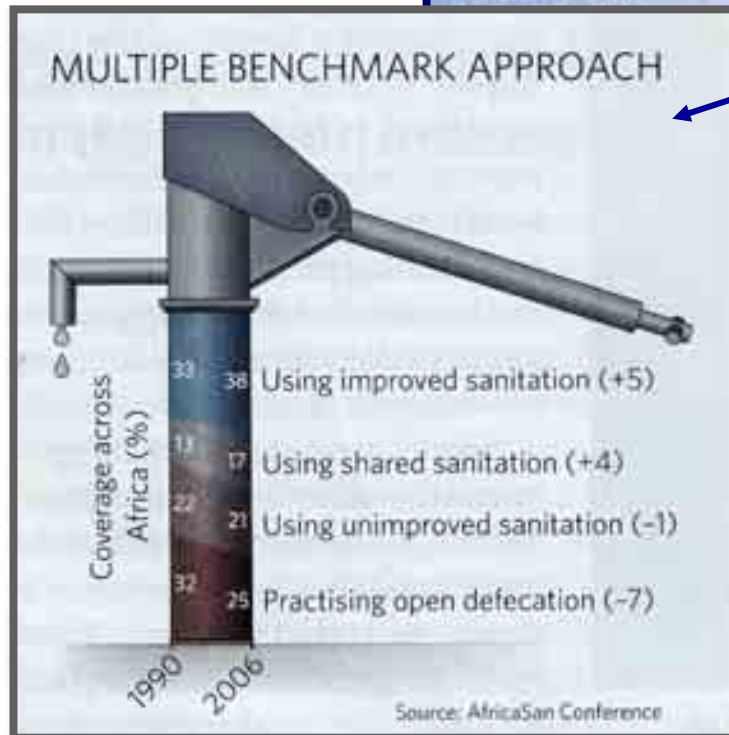 MULTIPLE BENCHMARK APPROACH
Coverage across
Africa (%)
33 38 Using improved sanitation (+5)
13 17 Using shared sanitation (+4)
22 21 Using unimproved sanitation (–1)
32 25 Practising open defecation (–7)
1990 2006
Source: AfricaSan Conference